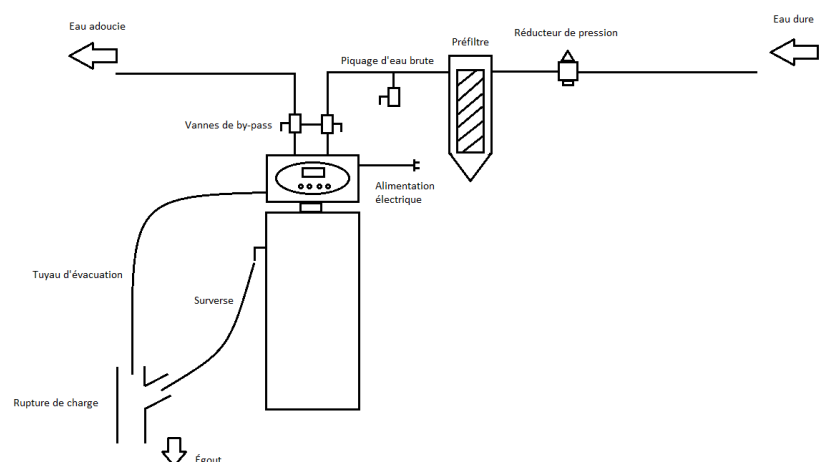 Eau adoucie
Eau dure
Réducteur de pression
Préfiltre
Piquage d'eau brute
Vannes de by-pass
Alimentation
électrique
Tuyau d'évacuation
Surverse
Rupture de charge
Égout